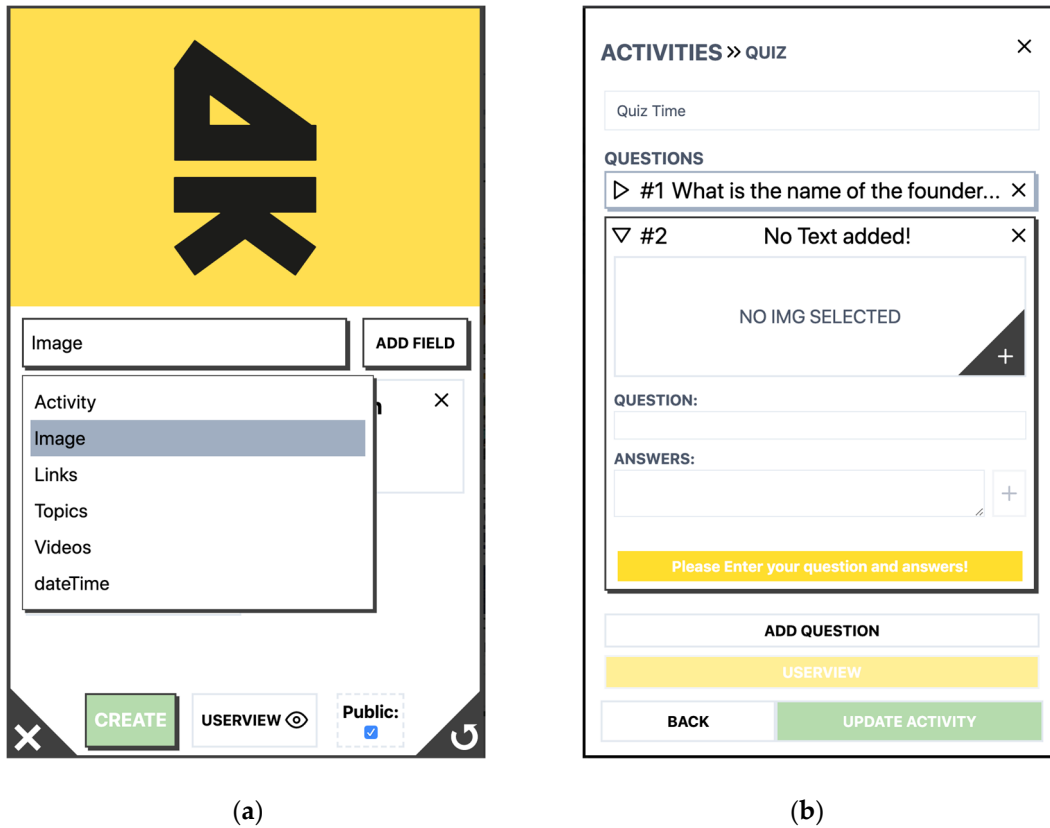 4k
Image
ADD FIELD
Activity
Image
Links
Topics
Videos
dateTime
CREATE
USERVIEW
Public:
(a)
ACTIVITIES » QUIZ
Quiz Time
QUESTIONS
#1 What is the name of the founder...
#2 No Text added!
NO IMG SELECTED
+
QUESTION:
ANSWERS:
+
Please Enter your question and answers!
ADD QUESTION
USERVIEW
BACK
UPDATE ACTIVITY
(b)